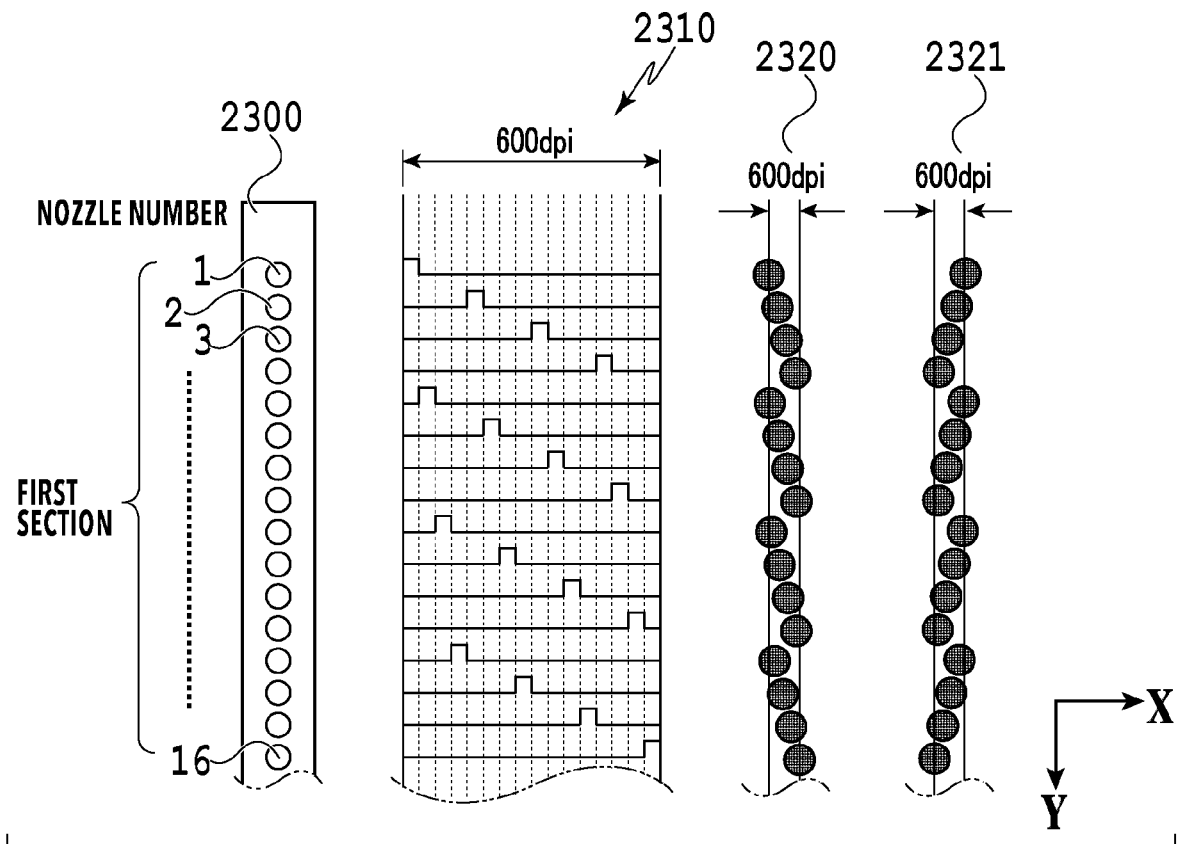 2310
2320
2321
2300
600dpi
600dpi
600dpi
NOZZLE NUMBER
1
2
3
FIRST
SECTION
16
X
Y